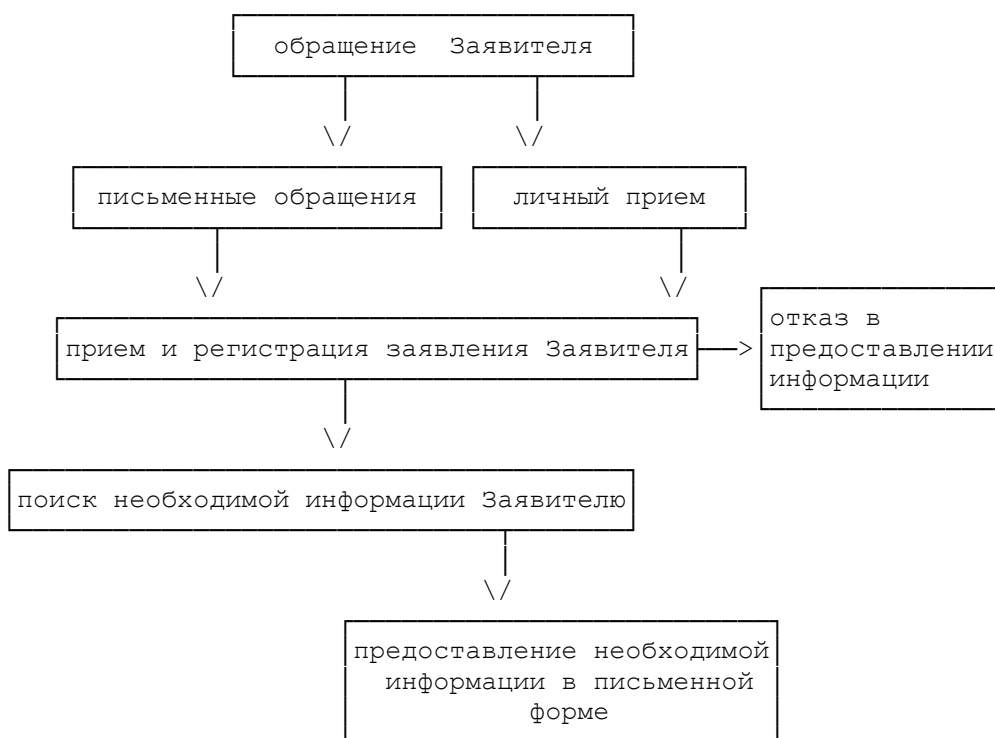 обращение Заявителя
письменные обращения
личный прием
прием и регистрация заявления Заявителя
отказ в
предоставлении
информации
поиск необходимой информации Заявителю
предоставление необходимой
информации в письменной
форме